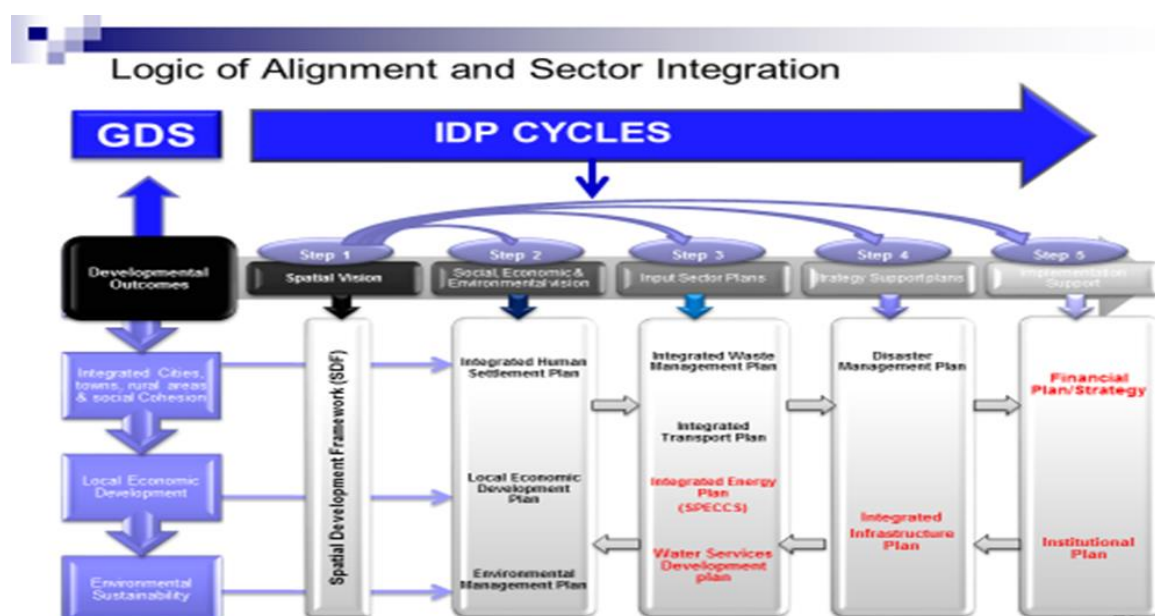 Logic of Alignment and Sector Integration
GDS
IDP CYCLES
Developmental
Outcomes
Step 1
Spatial Vision
Step 2
Social, Economic &
Environmental vision
Step 3
Input Sector Plans
Step 4
Strategy Support plans
Step 5
Implementation
Support
Integrated Cities,
towns, rural areas
& social Cohesion
Local Economic
Development
Environmental
Sustainability
Spatial Development Framework (SDF)
Integrated Human
Settlement Plan
Local Economic
Development Plan
Plan
Environmental
Management Plan
Integrated Waste
Management Plan
Integrated
Transport Plan
Integrated Energy
Plan
(SPECCS)
Water Services
Development
plan
Disaster
Management Plan
Integrated
Infrastructure
Plan
Financial
Plan/Strategy
Institutional
Plan